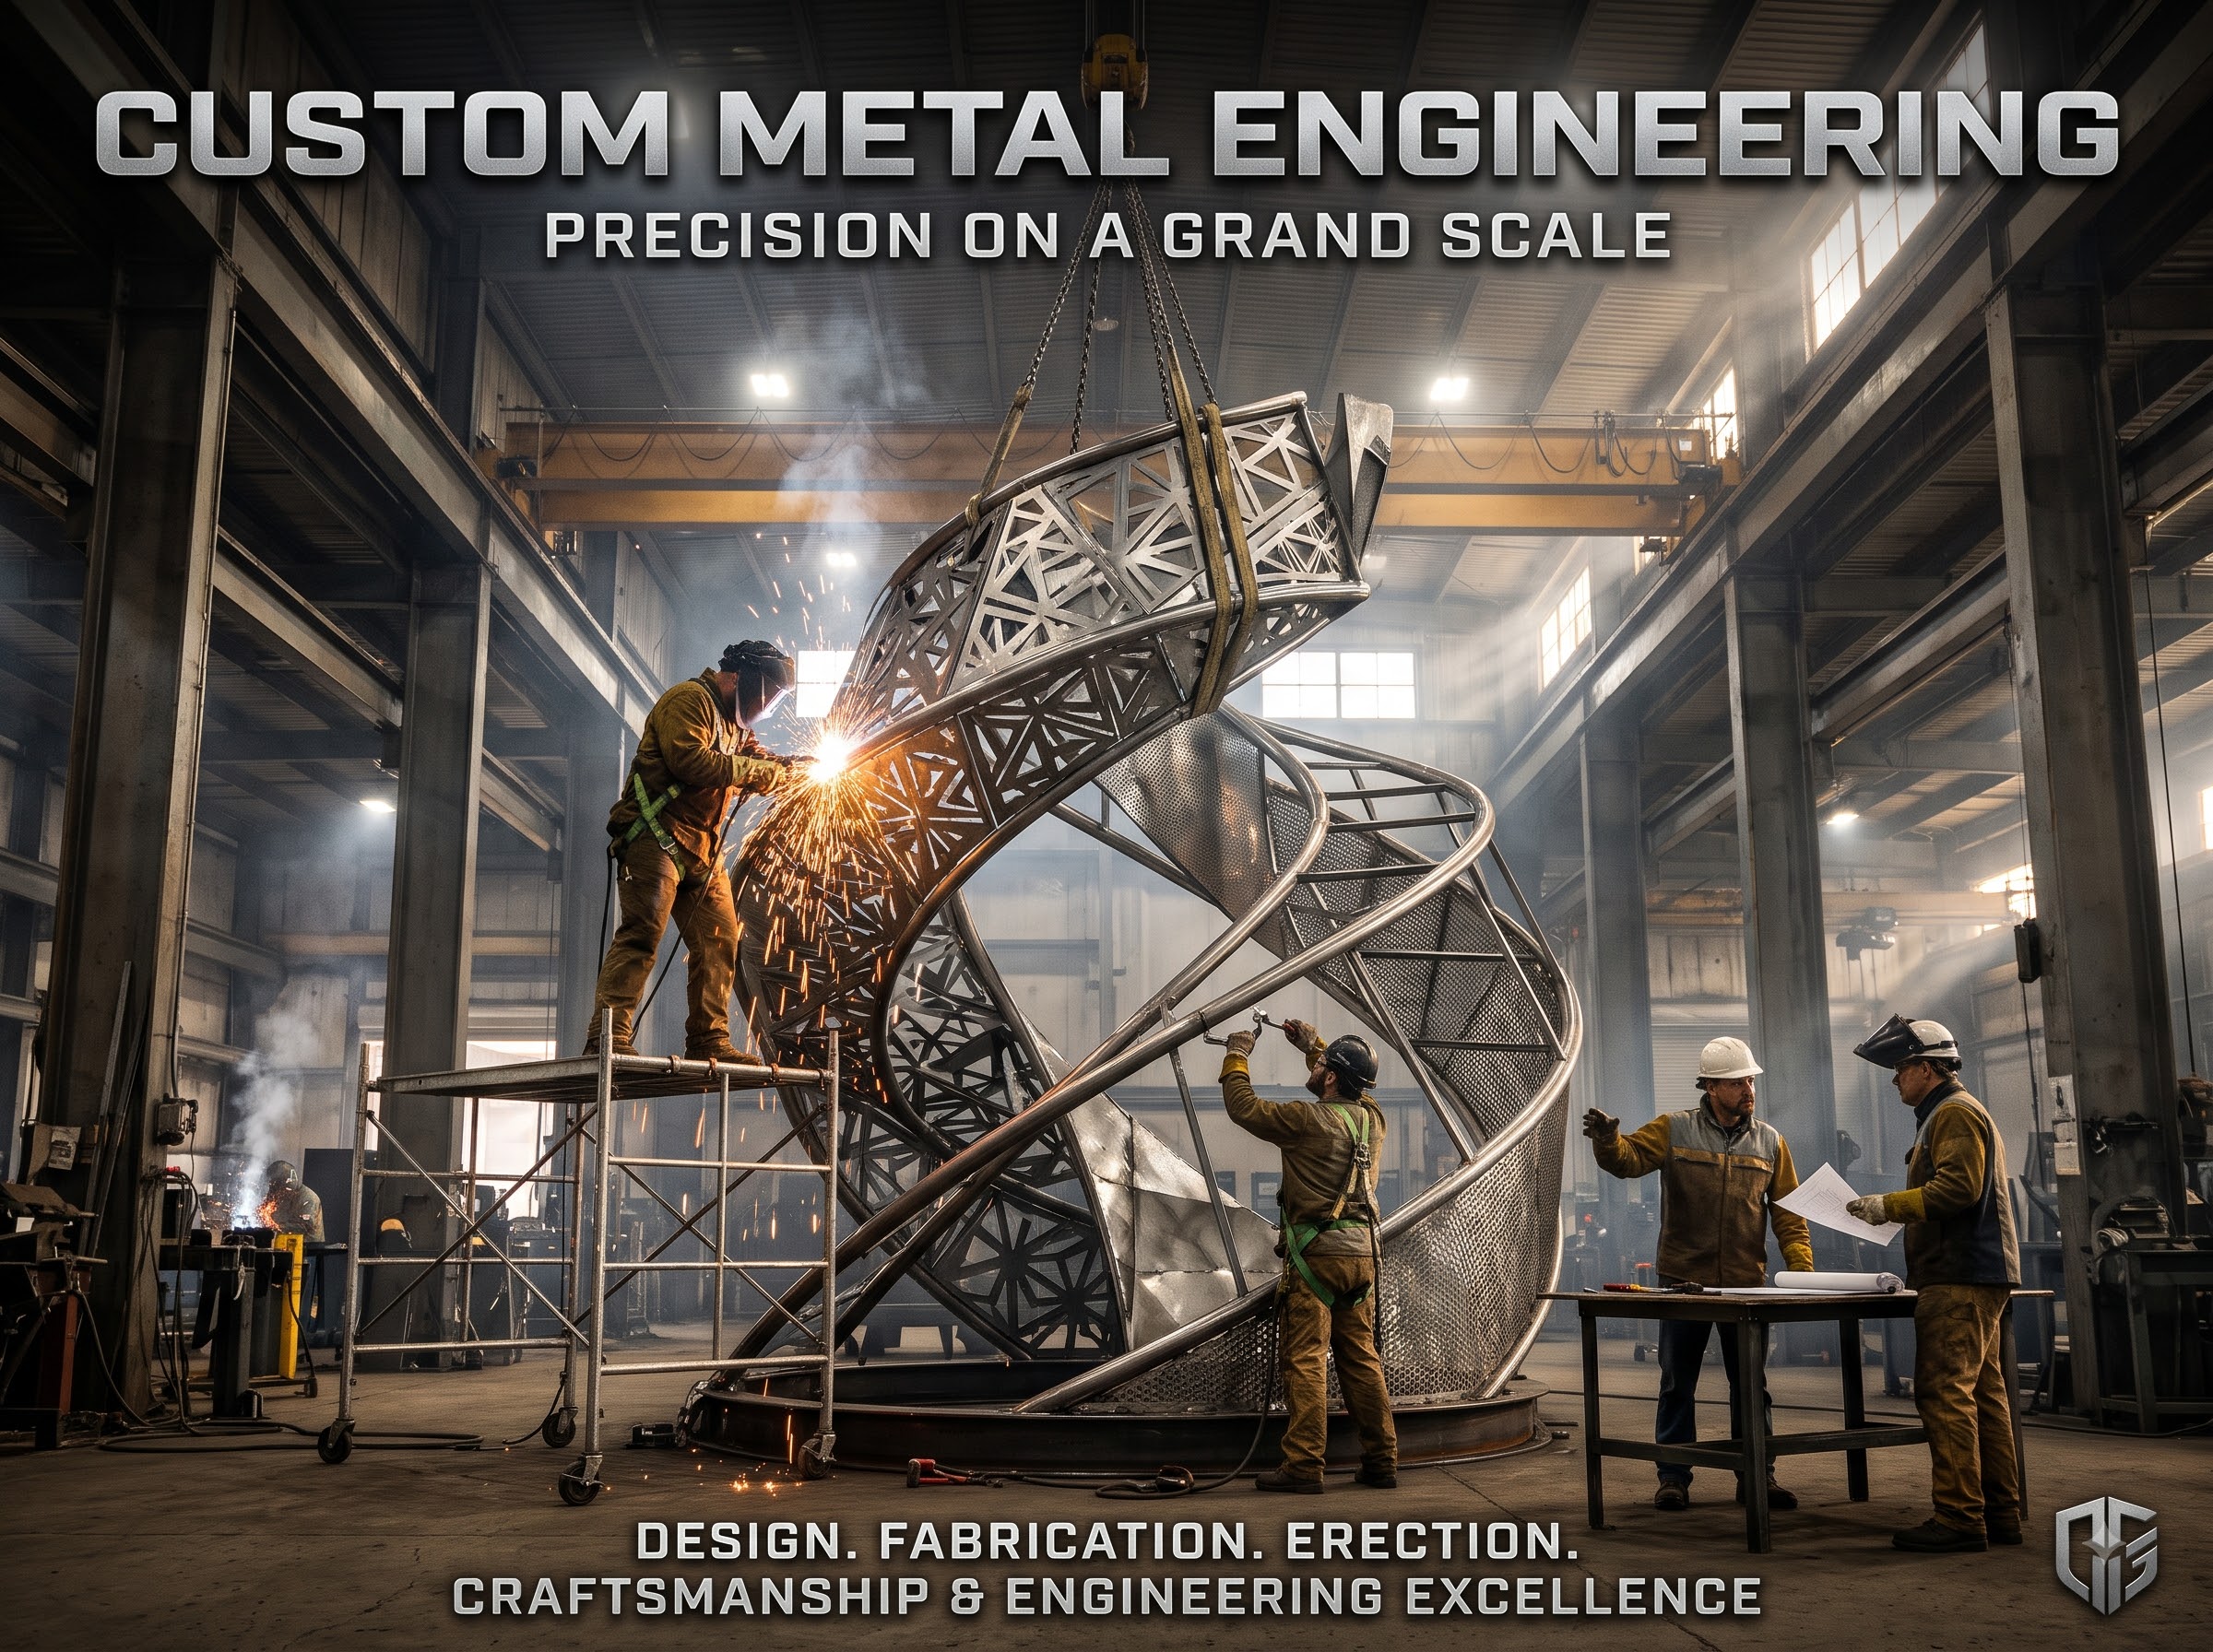 CUSTOM METAL ENGINEERING
PRECISION ON A GRAND SCALE
DESIGN. FABRICATION. ERECTION.
CRAFTSMANSHIP & ENGINEERING EXCELLENCE